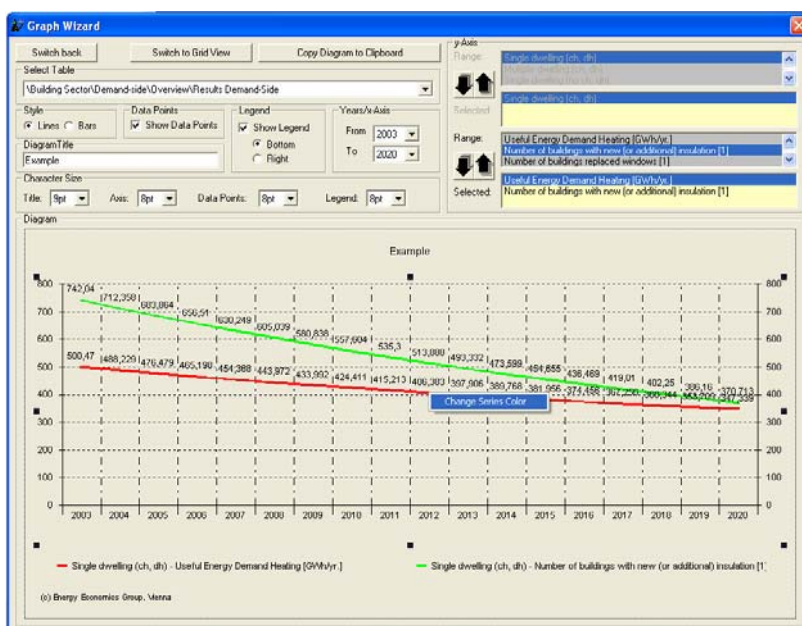 Graph Wizard
Switch back
Switch to Grid View
Copy Diagram to Clipboard
Select Table
\Building Sector\Demand-side\Overview\Results Demand-Side
Style
Lines
Bars
Data Points
Show Data Points
Legend
Show Legend
Bottom
Right
Years/x-Axis
From 2003
To 2020
DiagramTitle
Example
Character Size
Title: 9pt
Axis: 8pt
Data Points: 8pt
Legend: 8pt
y-Axis
Range:
Single dwelling (ch, dh)
Multiple dwelling (ch, dh)
Single dwelling (no ch, dh)
Selected:
Single dwelling (ch, dh)
Range:
Useful Energy Demand Heating [GWh/yr.]
Number of buildings with new (or additional) insulation [1]
Number of buildings replaced windows [1]
Selected:
Useful Energy Demand Heating [GWh/yr.]
Number of buildings with new (or additional) insulation [1]
Diagram
Example
800
700
600
500
400
300
200
100
0
742,04 712,358 683,864 656,51 630,249 605,039 580,838 557,604 535,3 513,888 493,332 473,599 454,655 436,469 419,01 402,25 386,16 370,713
500,47 488,229 476,479 465,198 454,368 443,972 433,992 424,411 415,213 406,383 397,906 389,768 381,956 374,456 347,339
Change Series Color
800
700
600
500
400
300
200
100
0
2003 2004 2005 2006 2007 2008 2009 2010 2011 2012 2013 2014 2015 2016 2017 2018 2019 2020
Single dwelling (ch, dh) - Useful Energy Demand Heating [GWh/yr.]
Single dwelling (ch, dh) - Number of buildings with new (or additional) insulation [1]
(c) Energy Economics Group, Vienna